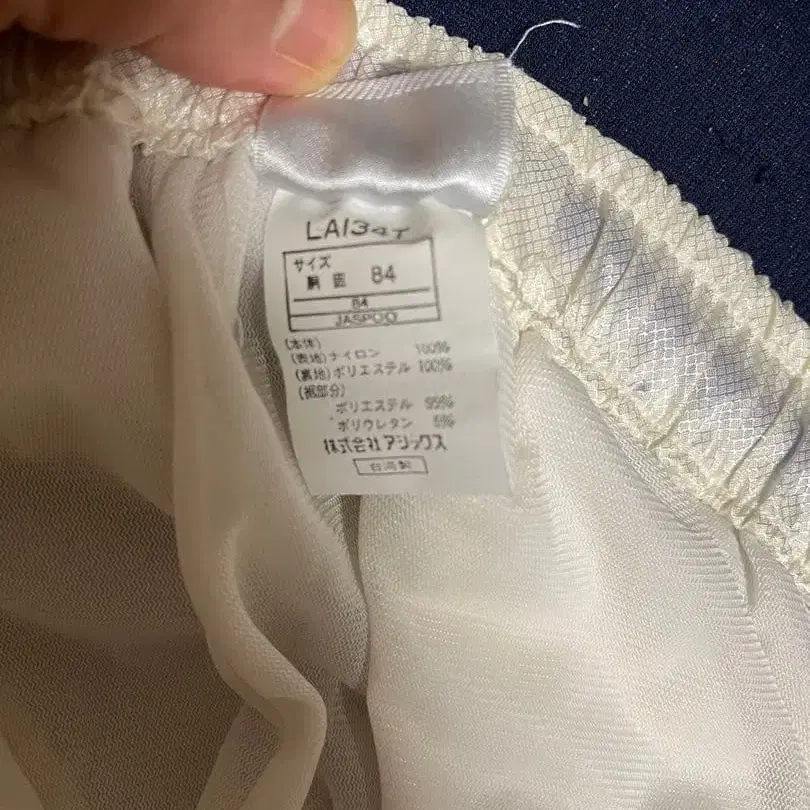 LA134Y
サイズ
胴囲 84
84
JASPOO
(本体)
(表地)ナイロン 100%
(裏地)ポリエステル 100%
(裾部分)
ポリエステル 95%
ポリウレタン 5%
株式会社アシックス
台湾製